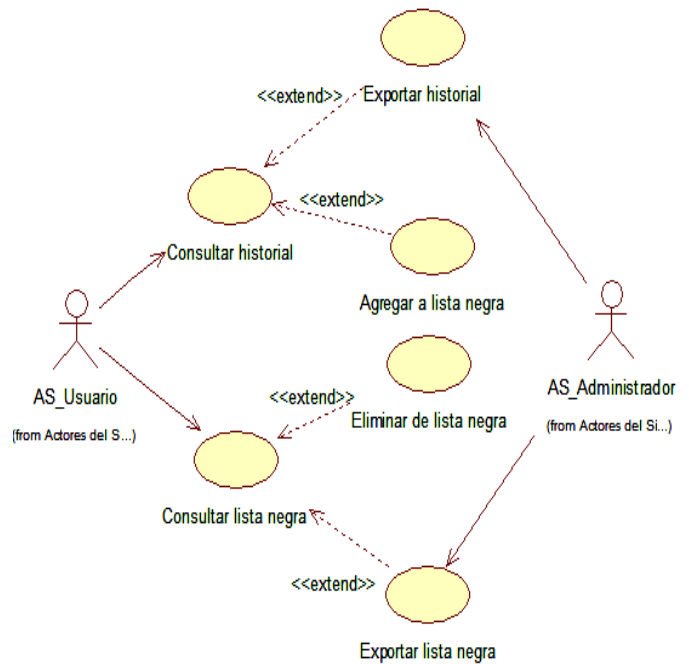 <<extend>>
Exportar historial
<<extend>>
Consultar historial
Agregar a lista negra
AS_Usuario
(from Actores del S...)
AS_Administrador
(from Actores del Si...)
<<extend>>
Eliminar de lista negra
Consultar lista negra
<<extend>>
Exportar lista negra